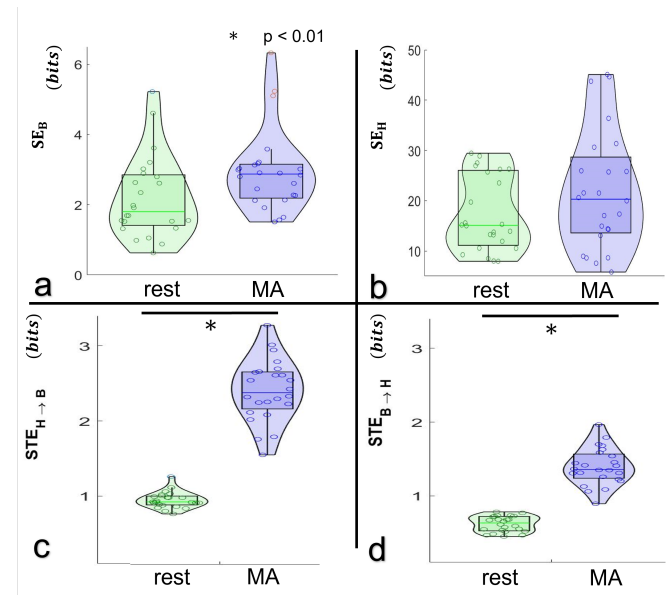 * p < 0.01
SE_B (bits)
6
4
2
0
a
rest MA
SE_H (bits)
50
40
30
20
10
b
rest MA
STE_H→B (bits)
*
3
2
1
c
rest MA
STE_B→H (bits)
*
3
2
1
d
rest MA